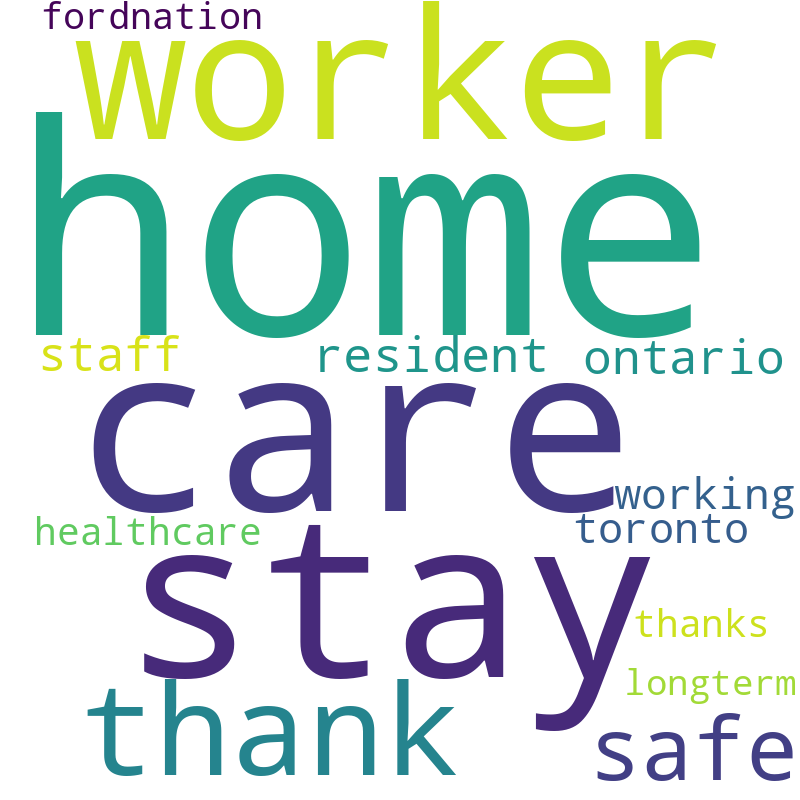 fordnation
worker
home
staff resident ontario
care
working
healthcare toronto
stay
thanks
longterm
thank safe